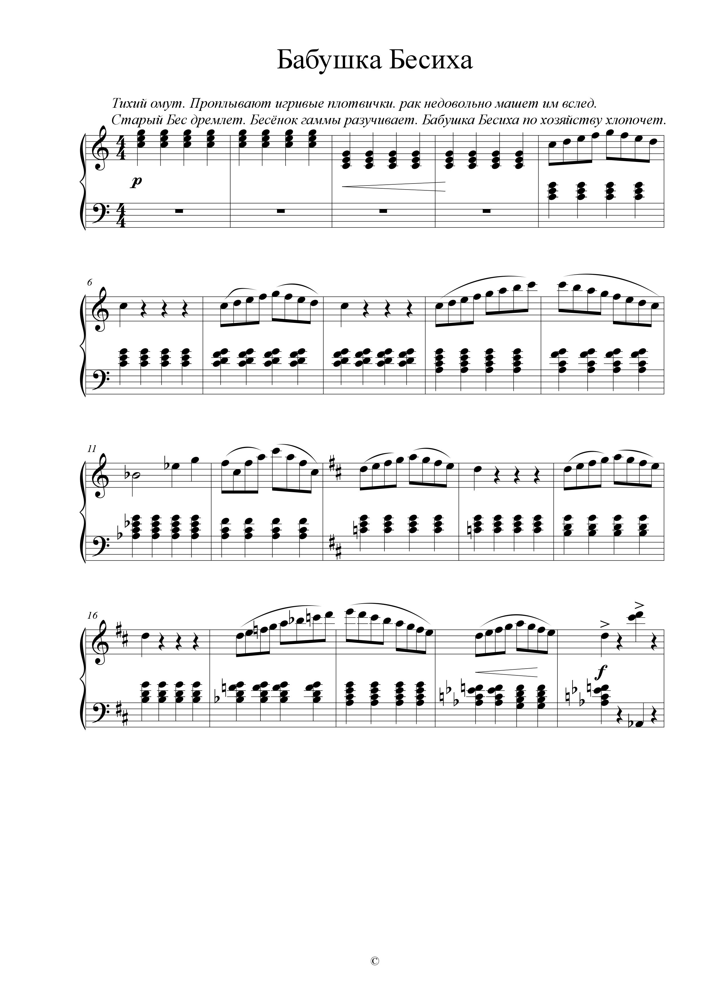 Бабушка Бесиха
Тихий омут. Проплывают игривые плотвички. рак недовольно машет им вслед.
Старый Бес дремлет. Бесёнок гаммы разучивает. Бабушка Бесиха по хозяйству хлопочет.
4
4
p
4
4
6
11
16
f
©